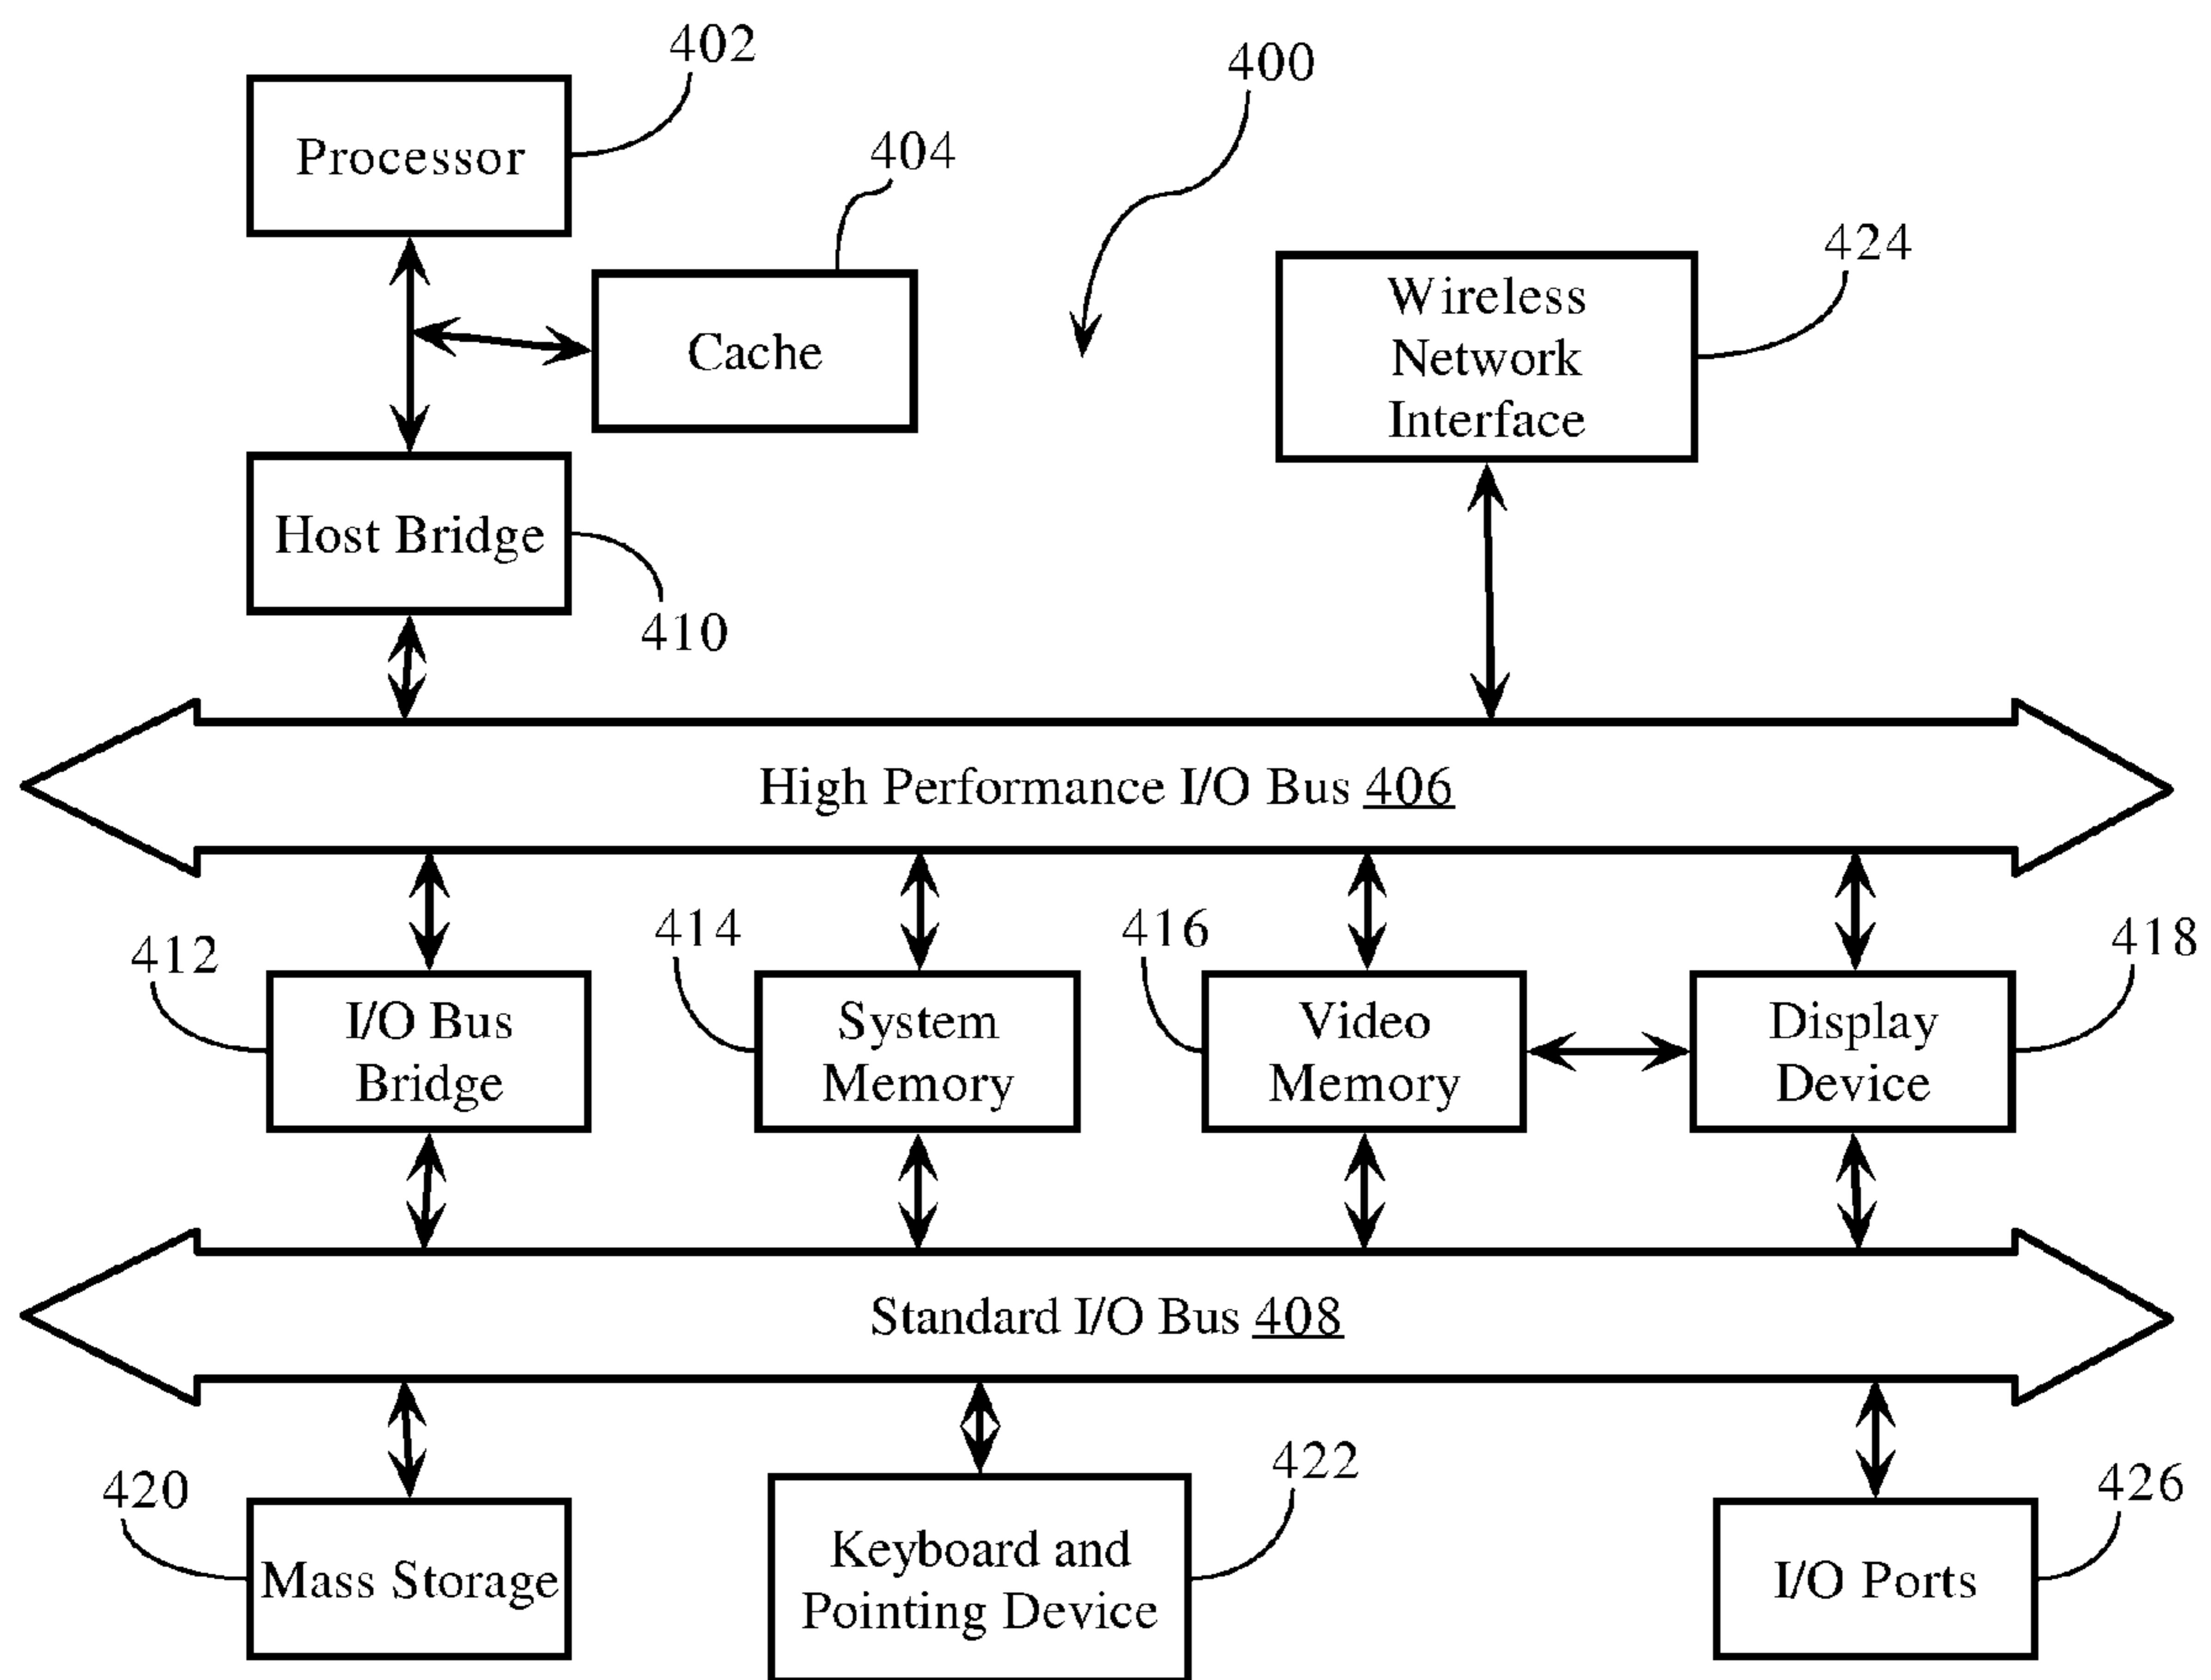 402
400
Processor
404
424
Wireless
Network
Interface
Cache
Host Bridge
410
High Performance I/O Bus 406
412
414
416
418
I/O Bus
Bridge
System
Memory
Video
Memory
Display
Device
Standard I/O Bus 408
420
422
426
Mass Storage
Keyboard and
Pointing Device
I/O Ports